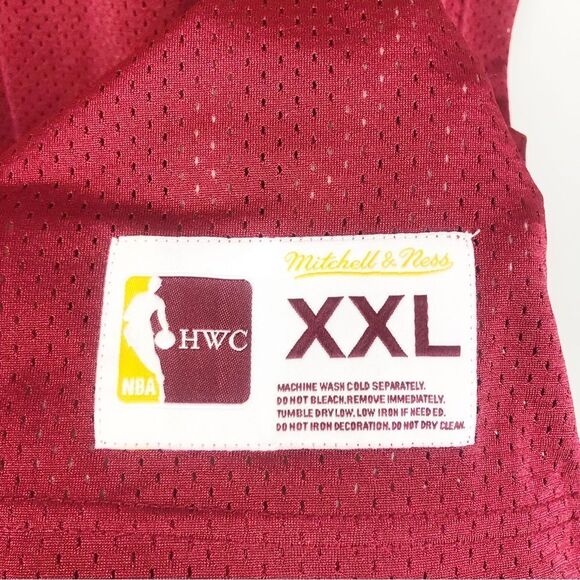 Mitchell & Ness
HWC
NBA
XXL
MACHINE WASH COLD SEPARATELY.
DO NOT BLEACH.REMOVE IMMEDIATELY.
TUMBLE DRY LOW. LOW IRON IF NEEDED.
DO NOT IRON DECORATION.DO NOT DRY CLEAN.